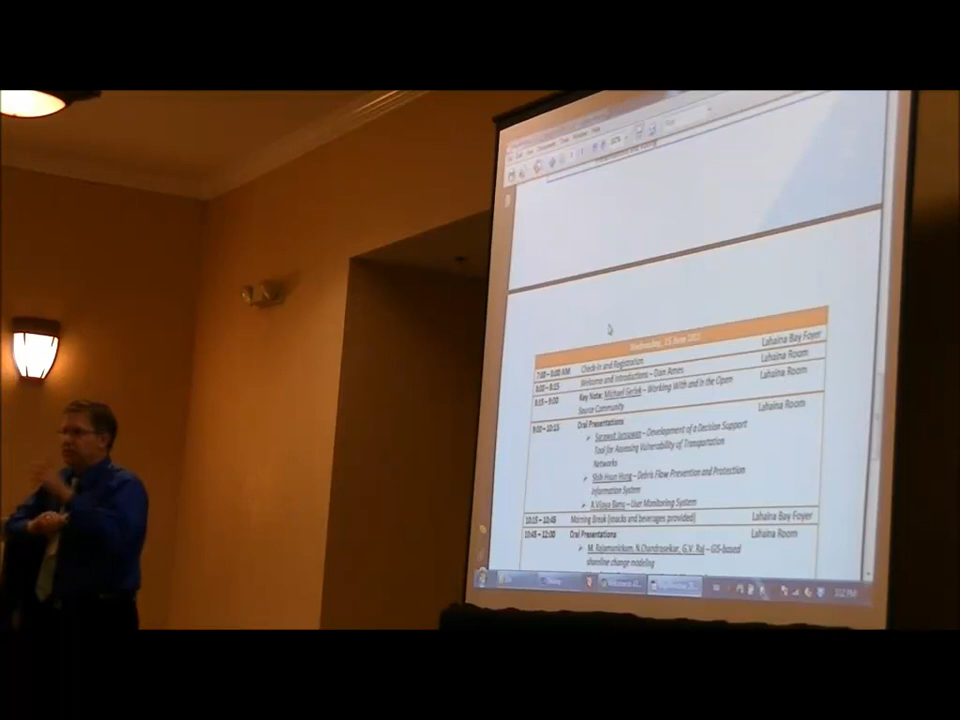 Wednesday, 15 June 2011
7:00 – 8:00 AM Check-in and Registration Lahaina Bay Foyer
8:00 – 8:15 Welcome and Introductions – Dan Ames Lahaina Room
8:15 – 9:00 Key Note: Michael Gerlek – Working With and In the Open Lahaina Room
Source Community
9:00 – 10:15 Oral Presentations Lahaina Room
– Development of a Decision Support
Tool for Assessing Vulnerability of Transportation
Networks
Shih Hsun Hung – Debris Flow Prevention and Protection
Information System
A.Vijaya Banu – User Monitoring System
10:15 – 10:45 Morning Break (snacks and beverages provided) Lahaina Bay Foyer
10:45 – 12:00 Oral Presentations Lahaina Room
M. Rajamanickam, N.Chandrasekar, G.V. Raj – GIS-based
shoreline change modeling